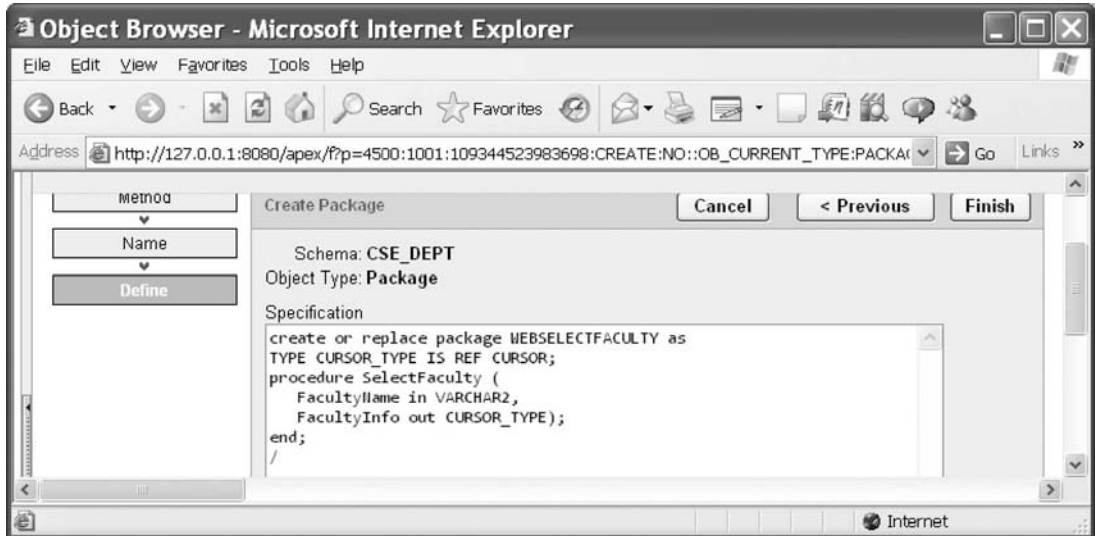 Object Browser - Microsoft Internet Explorer
File Edit View Favorites Tools Help
Back Search Favorites
Address http://127.0.0.1:8080/apex/f?p=4500:1001:109344523983698:CREATE:NO::OB_CURRENT_TYPE:PACKA Go Links »
Method
Create Package Cancel < Previous Finish
Name
Schema: CSE_DEPT
Object Type: Package
Define
Specification
create or replace package WEBSELECTFACULTY as
TYPE CURSOR_TYPE IS REF CURSOR;
procedure SelectFaculty (
FacultyName in VARCHAR2,
FacultyInfo out CURSOR_TYPE);
end;
/
Internet